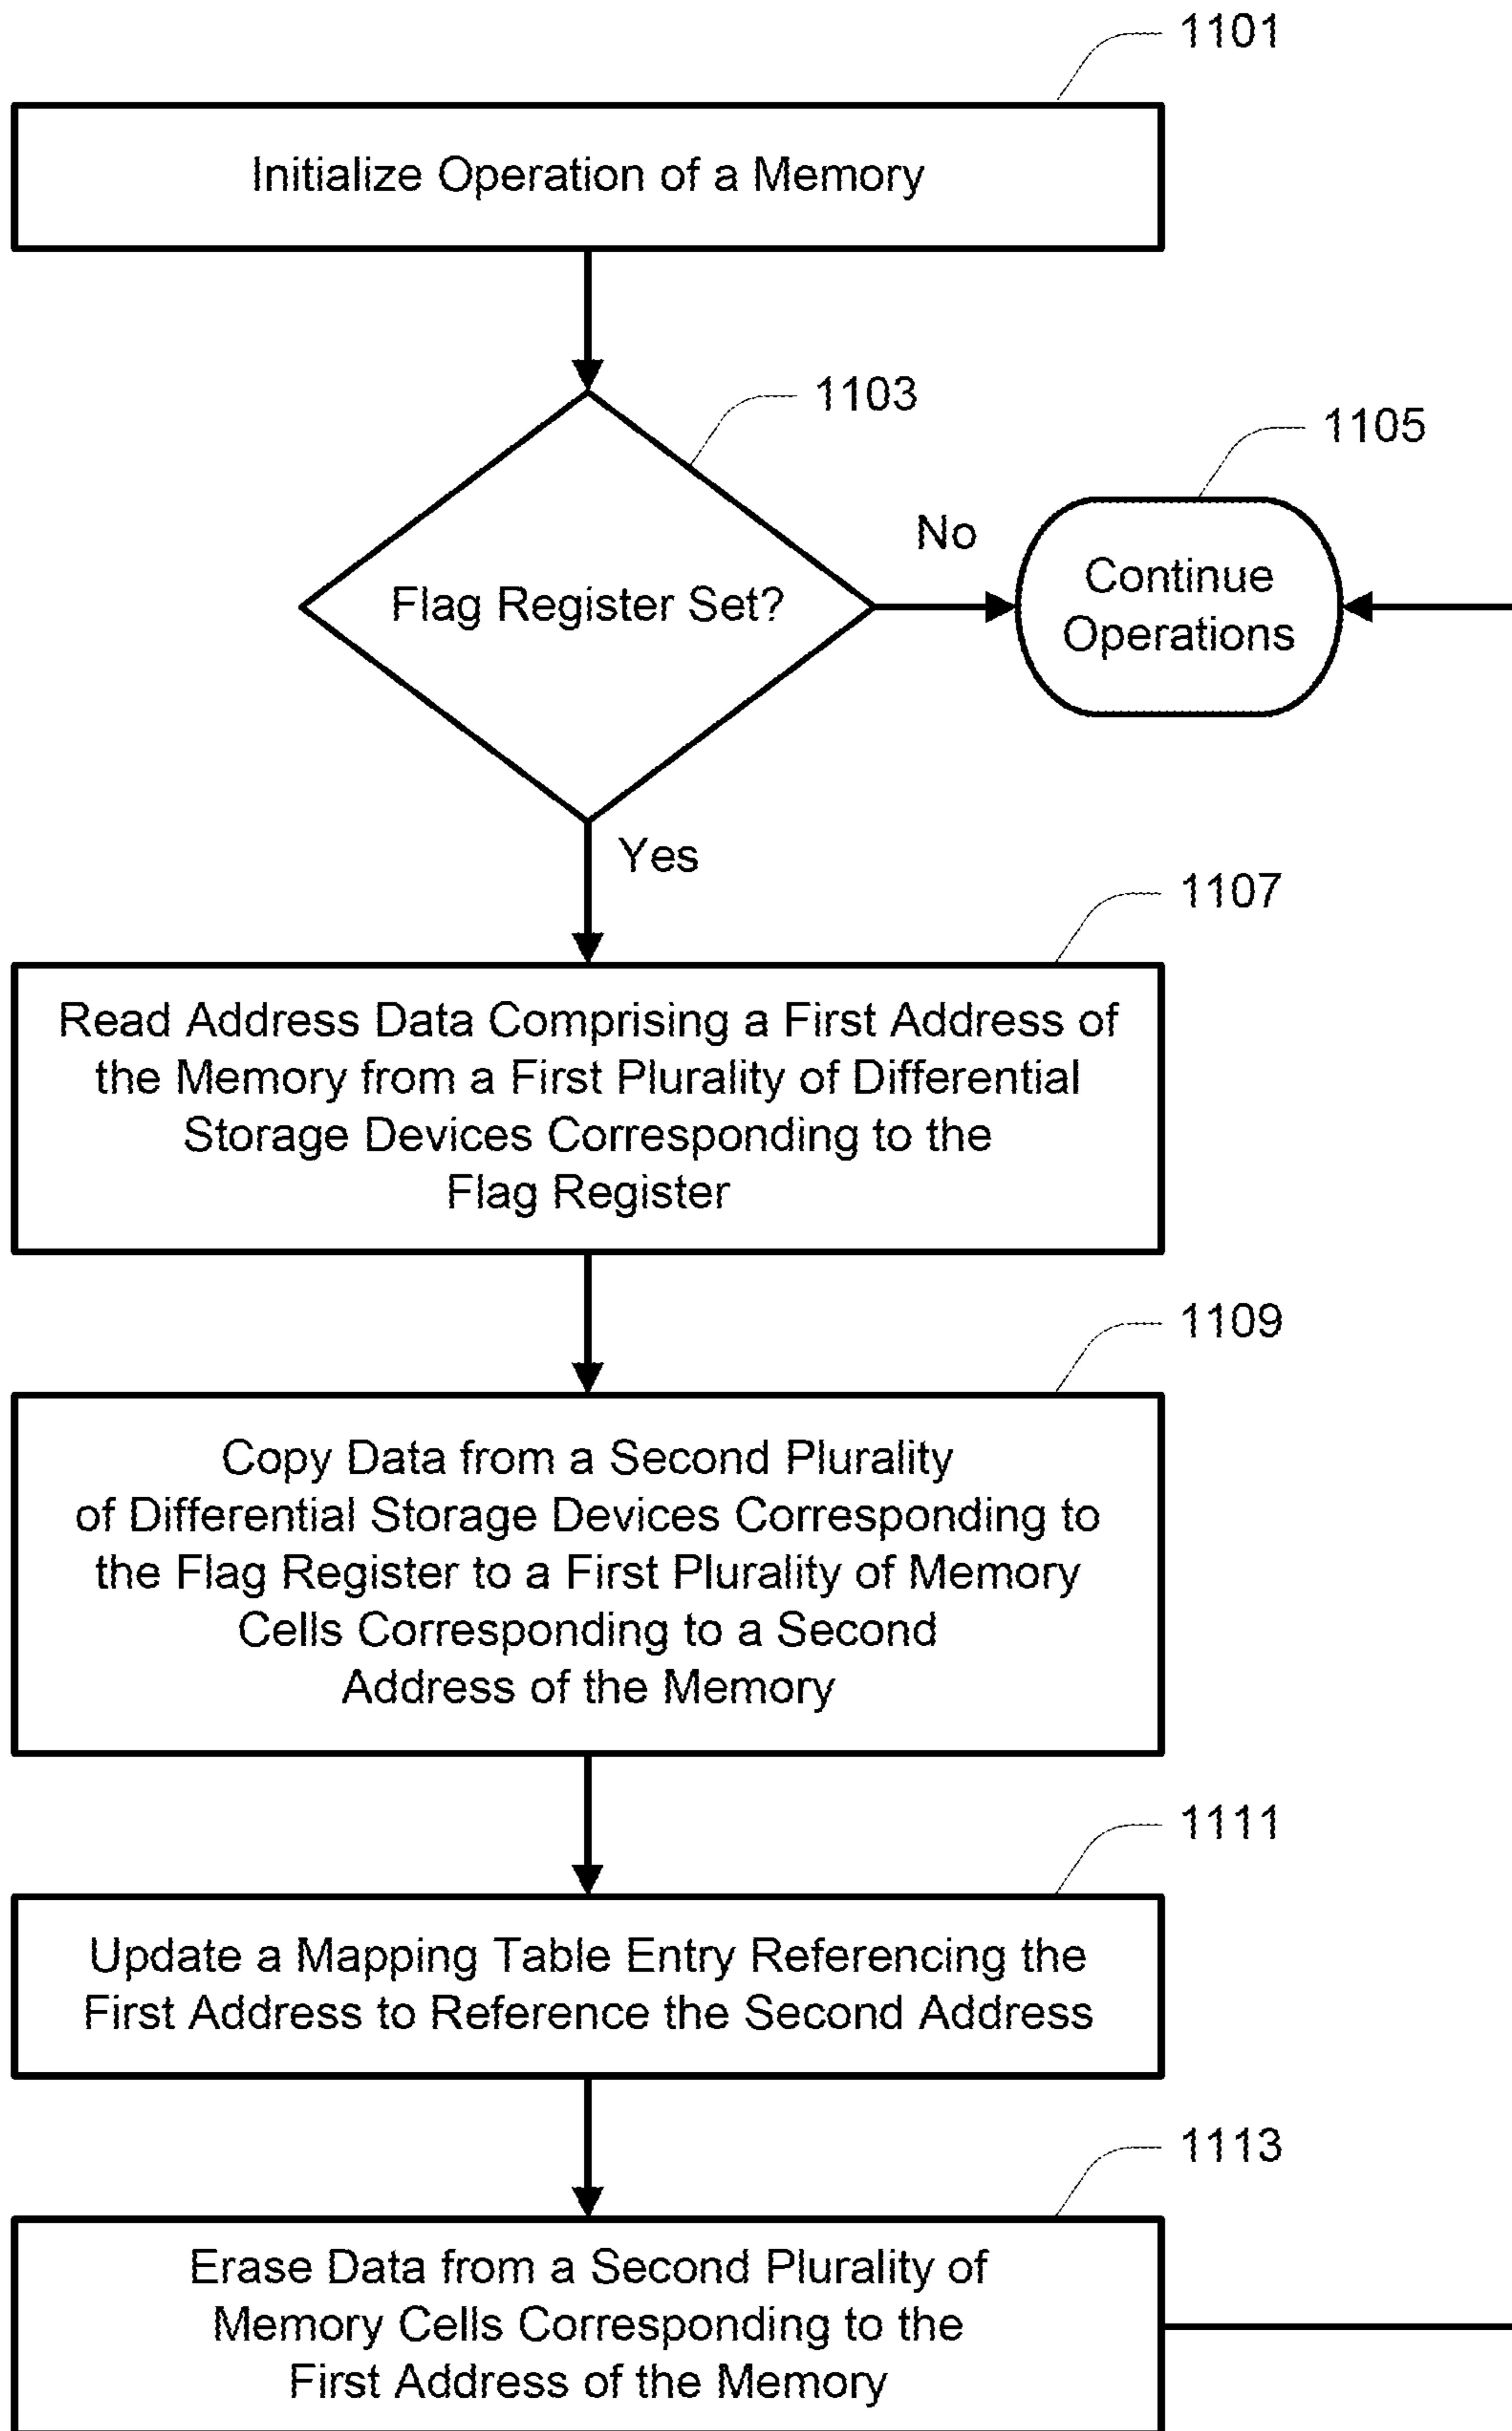 1101
Initialize Operation of a Memory
1103
Flag Register Set?
No
1105
Continue
Operations
Yes
1107
Read Address Data Comprising a First Address of
the Memory from a First Plurality of Differential
Storage Devices Corresponding to the
Flag Register
1109
Copy Data from a Second Plurality
of Differential Storage Devices Corresponding to
the Flag Register to a First Plurality of Memory
Cells Corresponding to a Second
Address of the Memory
1111
Update a Mapping Table Entry Referencing the
First Address to Reference the Second Address
1113
Erase Data from a Second Plurality of
Memory Cells Corresponding to the
First Address of the Memory